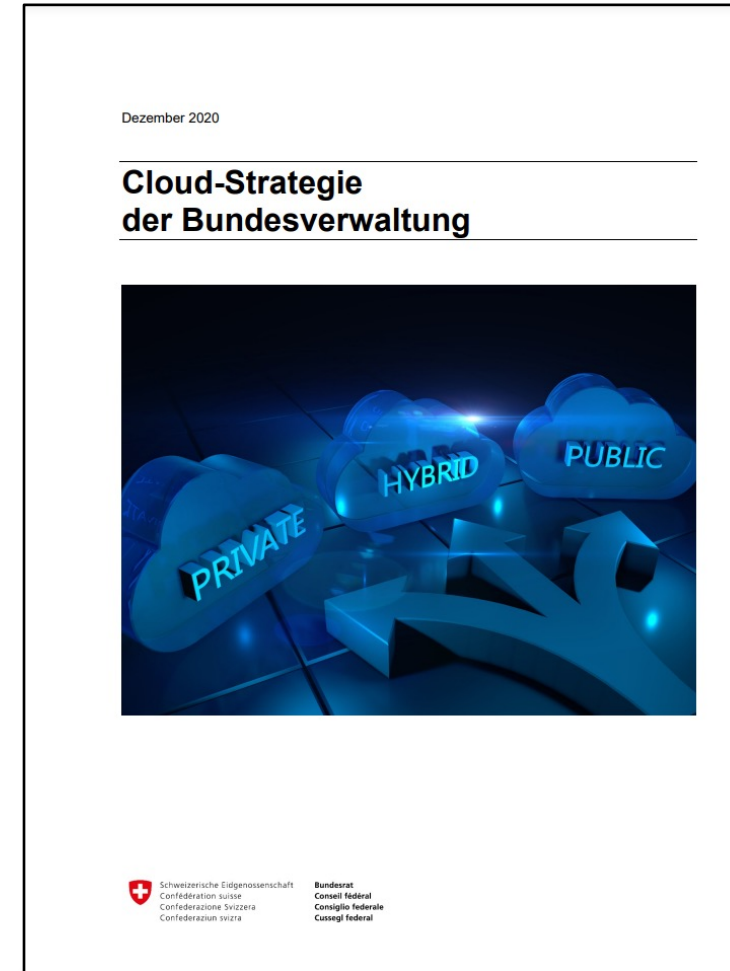 Dezember 2020
Cloud-Strategie
der Bundesverwaltung
PRIVATE
HYBRID
PUBLIC
Schweizerische Eidgenossenschaft
Confédération suisse
Confederazione Svizzera
Confederaziun svizra
Bundesrat
Conseil fédéral
Consiglio federale
Cussegl federal